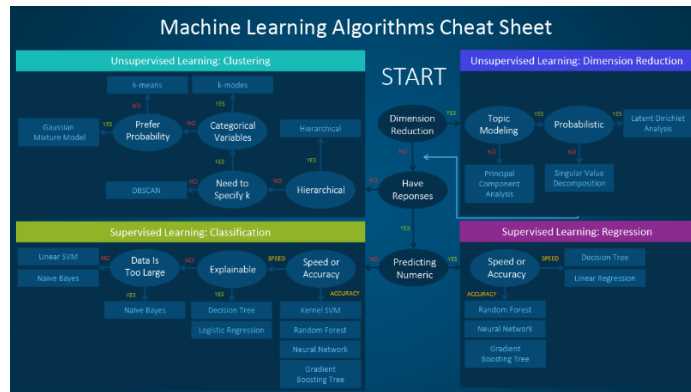 Machine Learning Algorithms Cheat Sheet
Unsupervised Learning: Clustering
START
Unsupervised Learning: Dimension Reduction
k-means
k-modes
NO
YES
Gaussian
Mixture Model
YES
Prefer
Probability
NO
Categorical
Variables
Hierarchical
YES
YES
DBSCAN
NO
Need to
Specify k
NO
Hierarchical
NO
Dimension
Reduction
YES
Topic
Modeling
YES
Probabilistic
YES
Latent Dirichlet
Analysis
NO
NO
NO
Principal
Component
Analysis
Singular Value
Decomposition
Have
Reponses
YES
Supervised Learning: Classification
Supervised Learning: Regression
Linear SVM
Naïve Bayes
NO
Data Is
Too Large
NO
Explainable
SPEED
Speed or
Accuracy
NO
Predicting
Numeric
YES
Speed or
Accuracy
SPEED
Decision Tree
Linear Regression
YES
YES
ACCURACY
ACCURACY
Naïve Bayes
Decision Tree
Logistic Regression
Kernel SVM
Random Forest
Neural Network
Gradient
Boosting Tree
Random Forest
Neural Network
Gradient
Boosting Tree